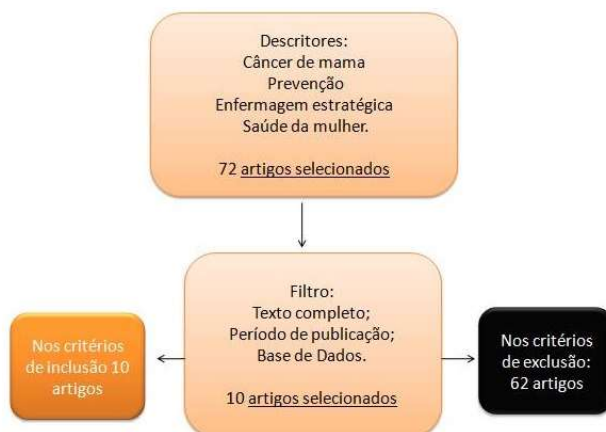 Descritores:
Câncer de mama
Prevenção
Enfermagem estratégica
Saúde da mulher.
72 artigos selecionados
Filtro:
Texto completo;
Período de publicação;
Base de Dados.
10 artigos selecionados
Nos critérios
de inclusão 10
artigos
Nos critérios
de exclusão:
62 artigos